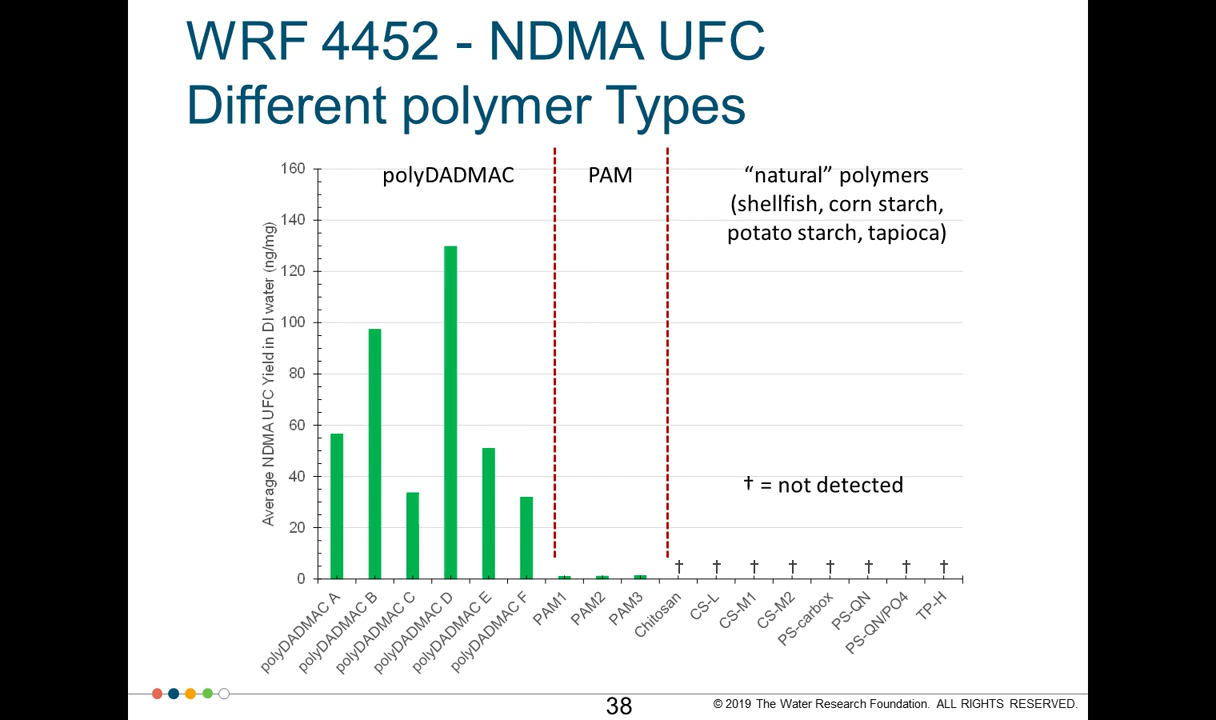 WRF 4452 - NDMA UFC
Different polymer Types
polyDADMAC
PAM
“natural” polymers
(shellfish, corn starch,
potato starch, tapioca)
† = not detected
Average NDMA UFC Yield in DI water (ng/mg)
160
140
120
100
80
60
40
20
0
† † † † † † † †
polyDADMAC A
polyDADMAC B
polyDADMAC C
polyDADMAC D
polyDADMAC E
polyDADMAC F
PAM1
PAM2
PAM3
Chitosan
CS-L
CS-M1
CS-M2
PS-carbox
PS-QN
PS-QN/PO4
TP-H
38
© 2019 The Water Research Foundation. ALL RIGHTS RESERVED.